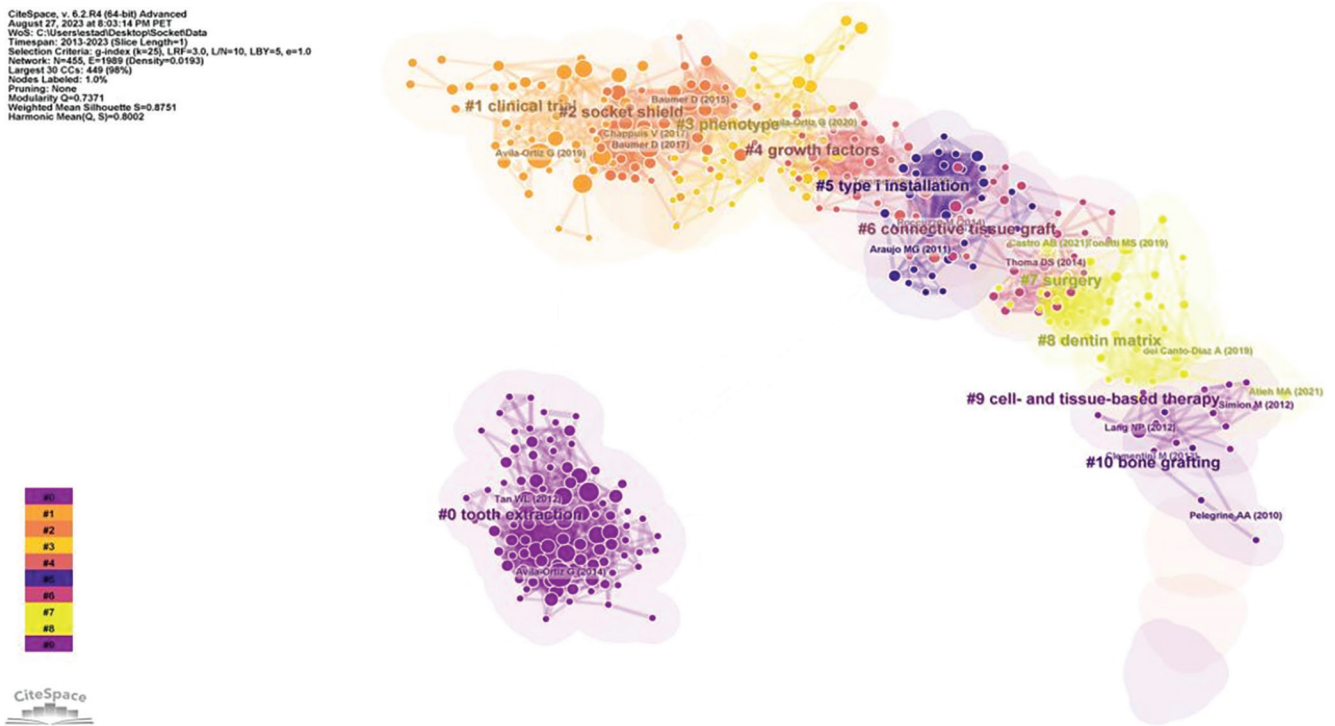 CiteSpace, v. 6.2.R4 (64-bit) Advanced
August 27, 2023 at 8:03:14 PM PET
WoS: C:\Users\estad\Desktop\Socket\Data
Timespan: 2013-2023 (Slice Length=1)
Selection Criteria: g-index (k=25), LRF=3.0, L/N=10, LBY=5, e=1.0
Network: N=455, E=1989 (Density=0.0193)
Largest 30 CCs: 449 (98%)
Nodes Labeled: 1.0%
Pruning: None
Modularity Q=0.7371
Weighted Mean Silhouette S=0.8751
Harmonic Mean(Q, S)=0.8002
#1 clinical trial
#2 socket shield
Baumer D (2015)
#3 phenotype
Avila-Ortiz G (2020)
Chappuis V (2017)
Baumer D (2017)
Avila-Ortiz G (2019)
#4 growth factors
#5 type i installation
(2014)
#6 connective tissue graft
Araujo MG (2011)
Castro AB (2021)
Tonetti MS (2019)
Thoma DS (2014)
#7 surgery
#8 dentin matrix
del Canto-Diaz A (2019)
Atieh MA (2021)
#9 cell- and tissue-based therapy
Simion M (2012)
Lang NP (2012)
Clementini M
#10 bone grafting
Pelegrine AA (2010)
Tan WL (2012)
#0 tooth extraction
Avila-Ortiz G (2014)
#0
#1
#2
#3
#4
#5
#6
#7
#8
#9
CiteSpace